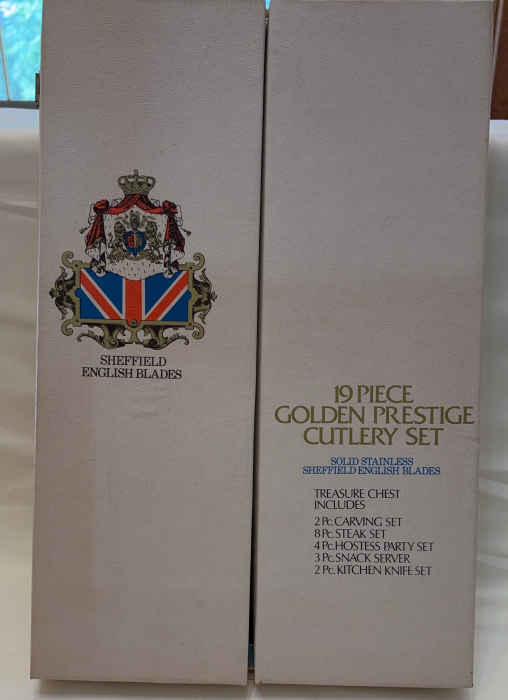 SHEFFIELD
ENGLISH BLADES
19 PIECE
GOLDEN PRESTIGE
CUTLERY SET
SOLID STAINLESS
SHEFFIELD ENGLISH BLADES
TREASURE CHEST
INCLUDES
2 Pc. CARVING SET
8 Pc. STEAK SET
4 Pc. HOSTESS PARTY SET
3 Pc. SNACK SERVER
2 Pc. KITCHEN KNIFE SET